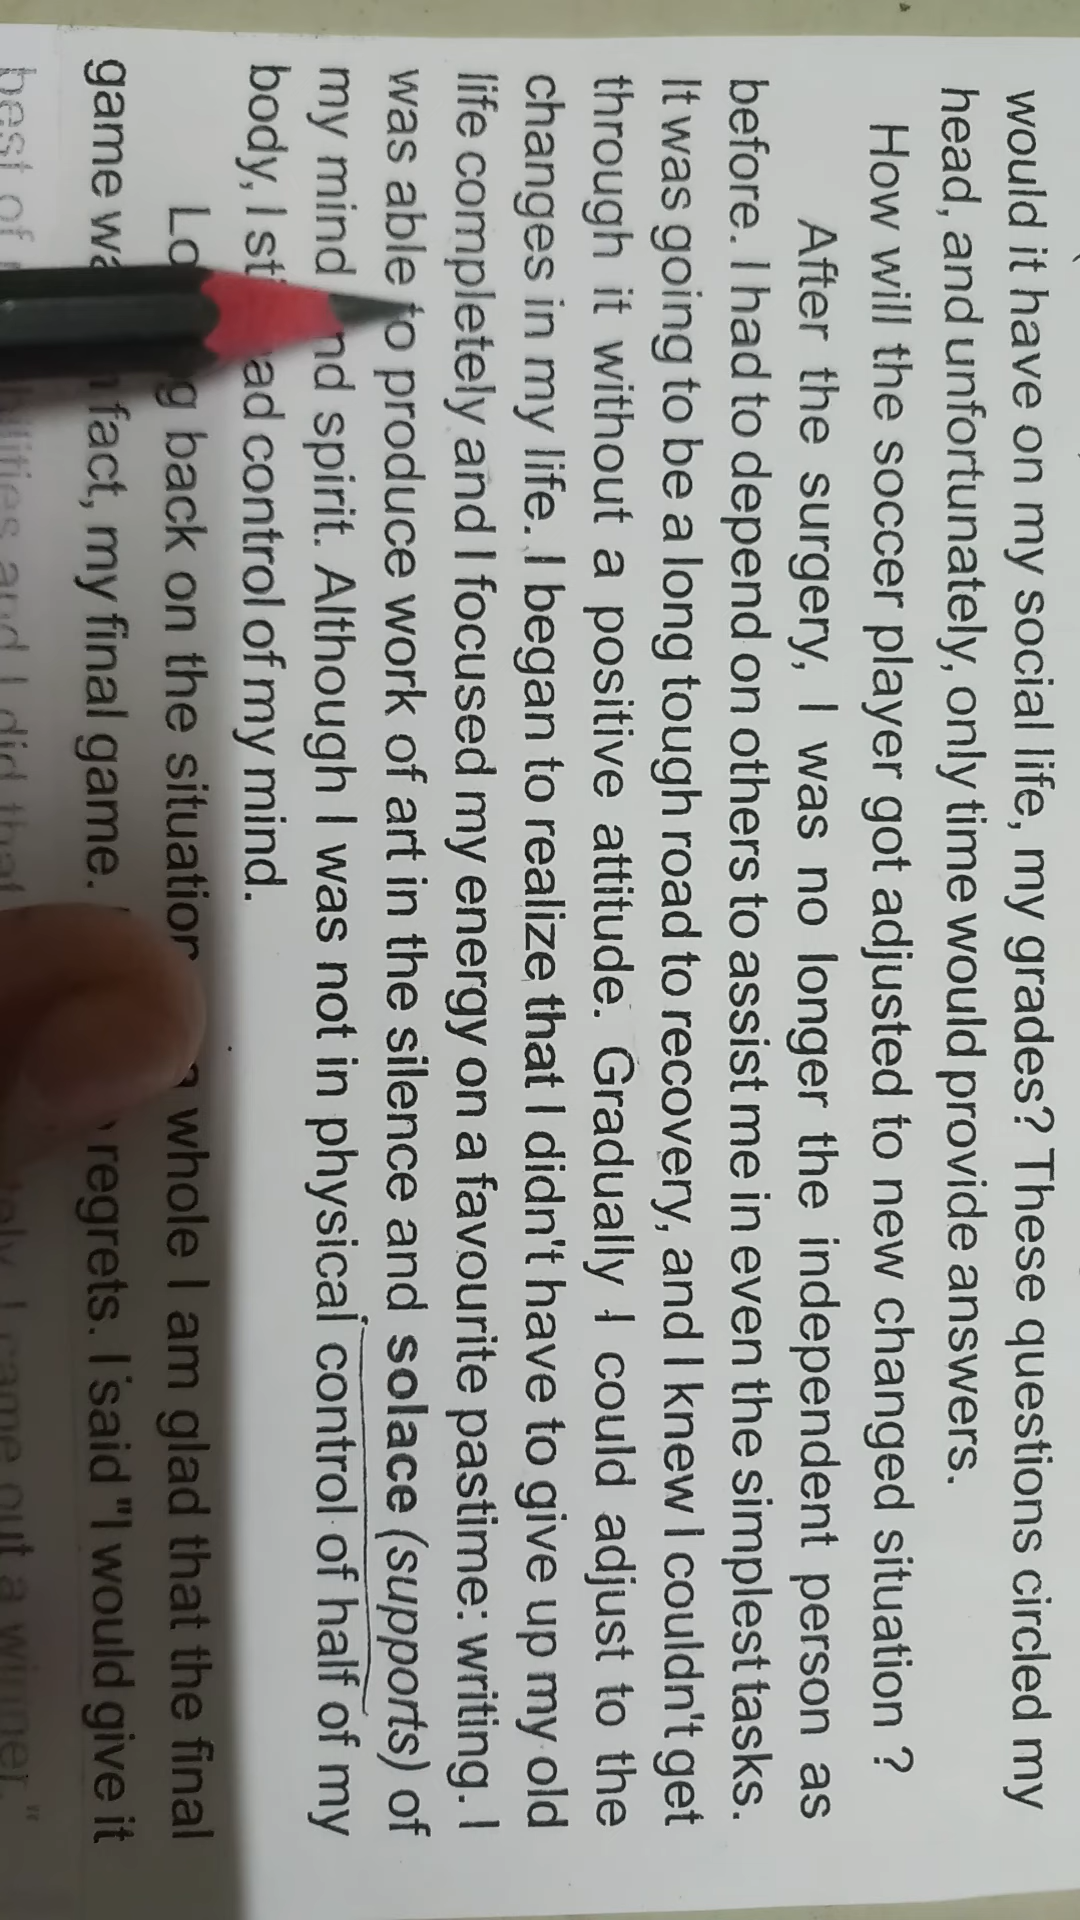 would it have on my social life, my grades? These questions circled my
head, and unfortunately, only time would provide answers.
How will the soccer player got adjusted to new changed situation ?
After the surgery, I was no longer the independent person as
before. I had to depend on others to assist me in even the simplest tasks.
It was going to be a long tough road to recovery, and I knew I couldn't get
through it without a positive attitude. Gradually I could adjust to the
changes in my life. I began to realize that I didn't have to give up my old
life completely and I focused my energy on a favourite pastime: writing. I
was able to produce work of art in the silence and solace (supports) of
my mind spirit. Although I was not in physical control of half of my
body, I control of my mind.
back on the situation whole I am glad that the final
game fact, my final game. regrets. I said "I would give it
best of and I did that out a winner."